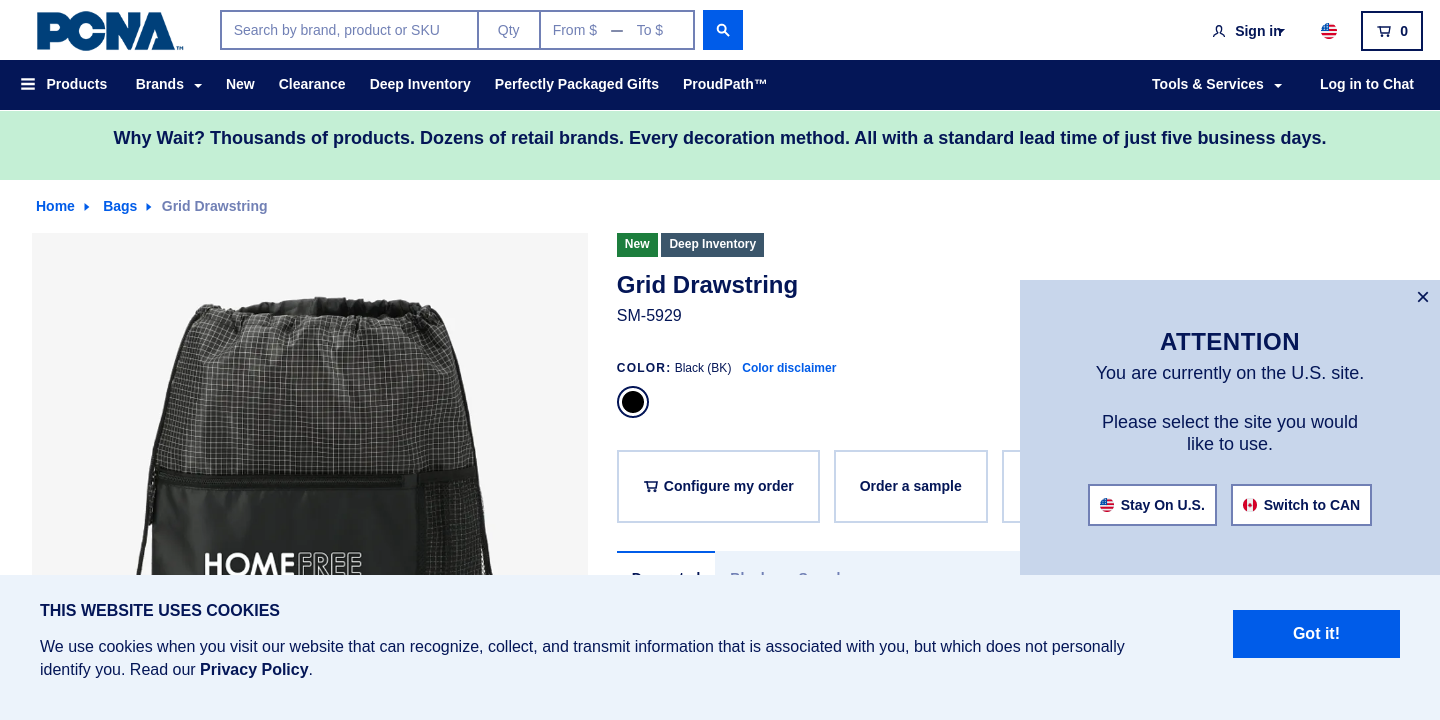 PCNA™
Search by brand, product or SKU
Qty
From $ — To $
Sign in
0
Products
Brands
New
Clearance
Deep Inventory
Perfectly Packaged Gifts
ProudPath™
Tools & Services
Log in to Chat
Why Wait? Thousands of products. Dozens of retail brands. Every decoration method. All with a standard lead time of just five business days.
Home
Bags
Grid Drawstring
New
Deep Inventory
Grid Drawstring
SM-5929
COLOR: Black (BK) Color disclaimer
Configure my order
Order a sample
HOMEFREE
ATTENTION
You are currently on the U.S. site.
Please select the site you would
like to use.
Stay On U.S.
Switch to CAN
THIS WEBSITE USES COOKIES
We use cookies when you visit our website that can recognize, collect, and transmit information that is associated with you, but which does not personally
identify you. Read our Privacy Policy.
Got it!